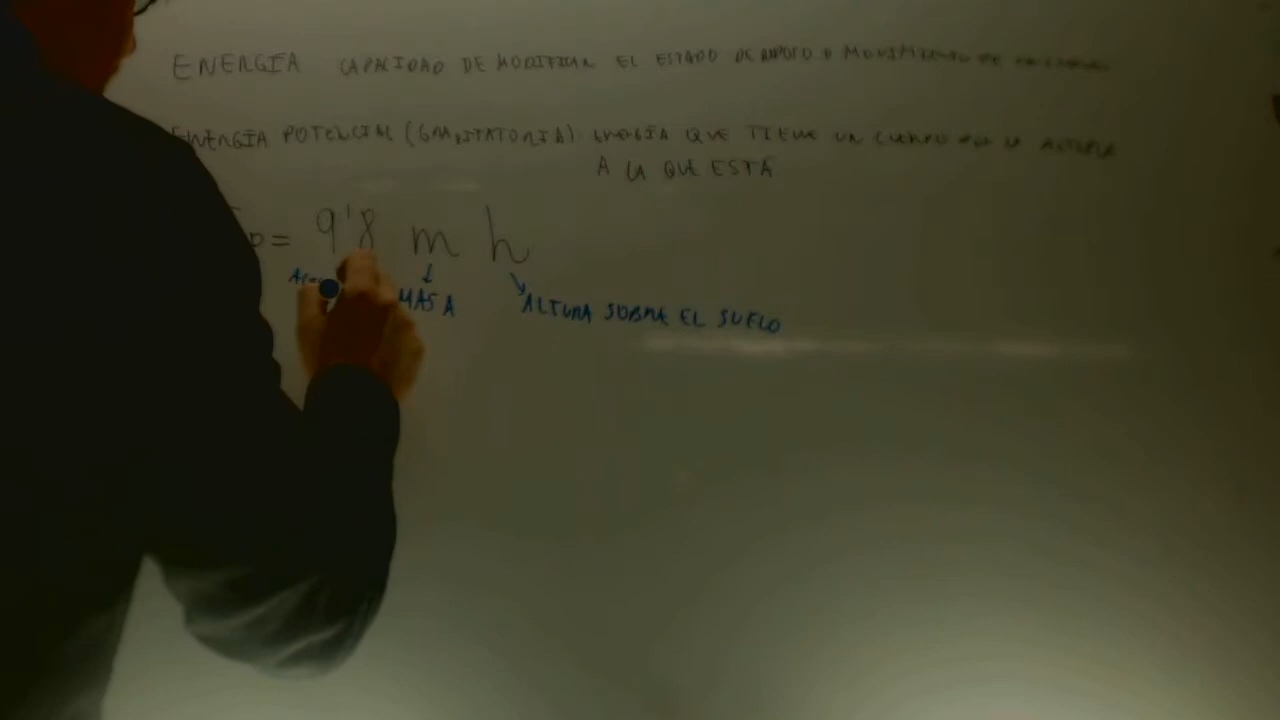 ENERGÍA CAPACIDAD DE MODIFICAR EL ESTADO DE REPOSO O MOVIMIENTO DE
ENERGÍA POTENCIAL (GRAVITATORIA) ENERGÍA QUE TIENE UN CUERPO POR LA ALTURA
A LA QUE ESTÁ
p = 9'8 m h
MASA ALTURA SOBRE EL SUELO